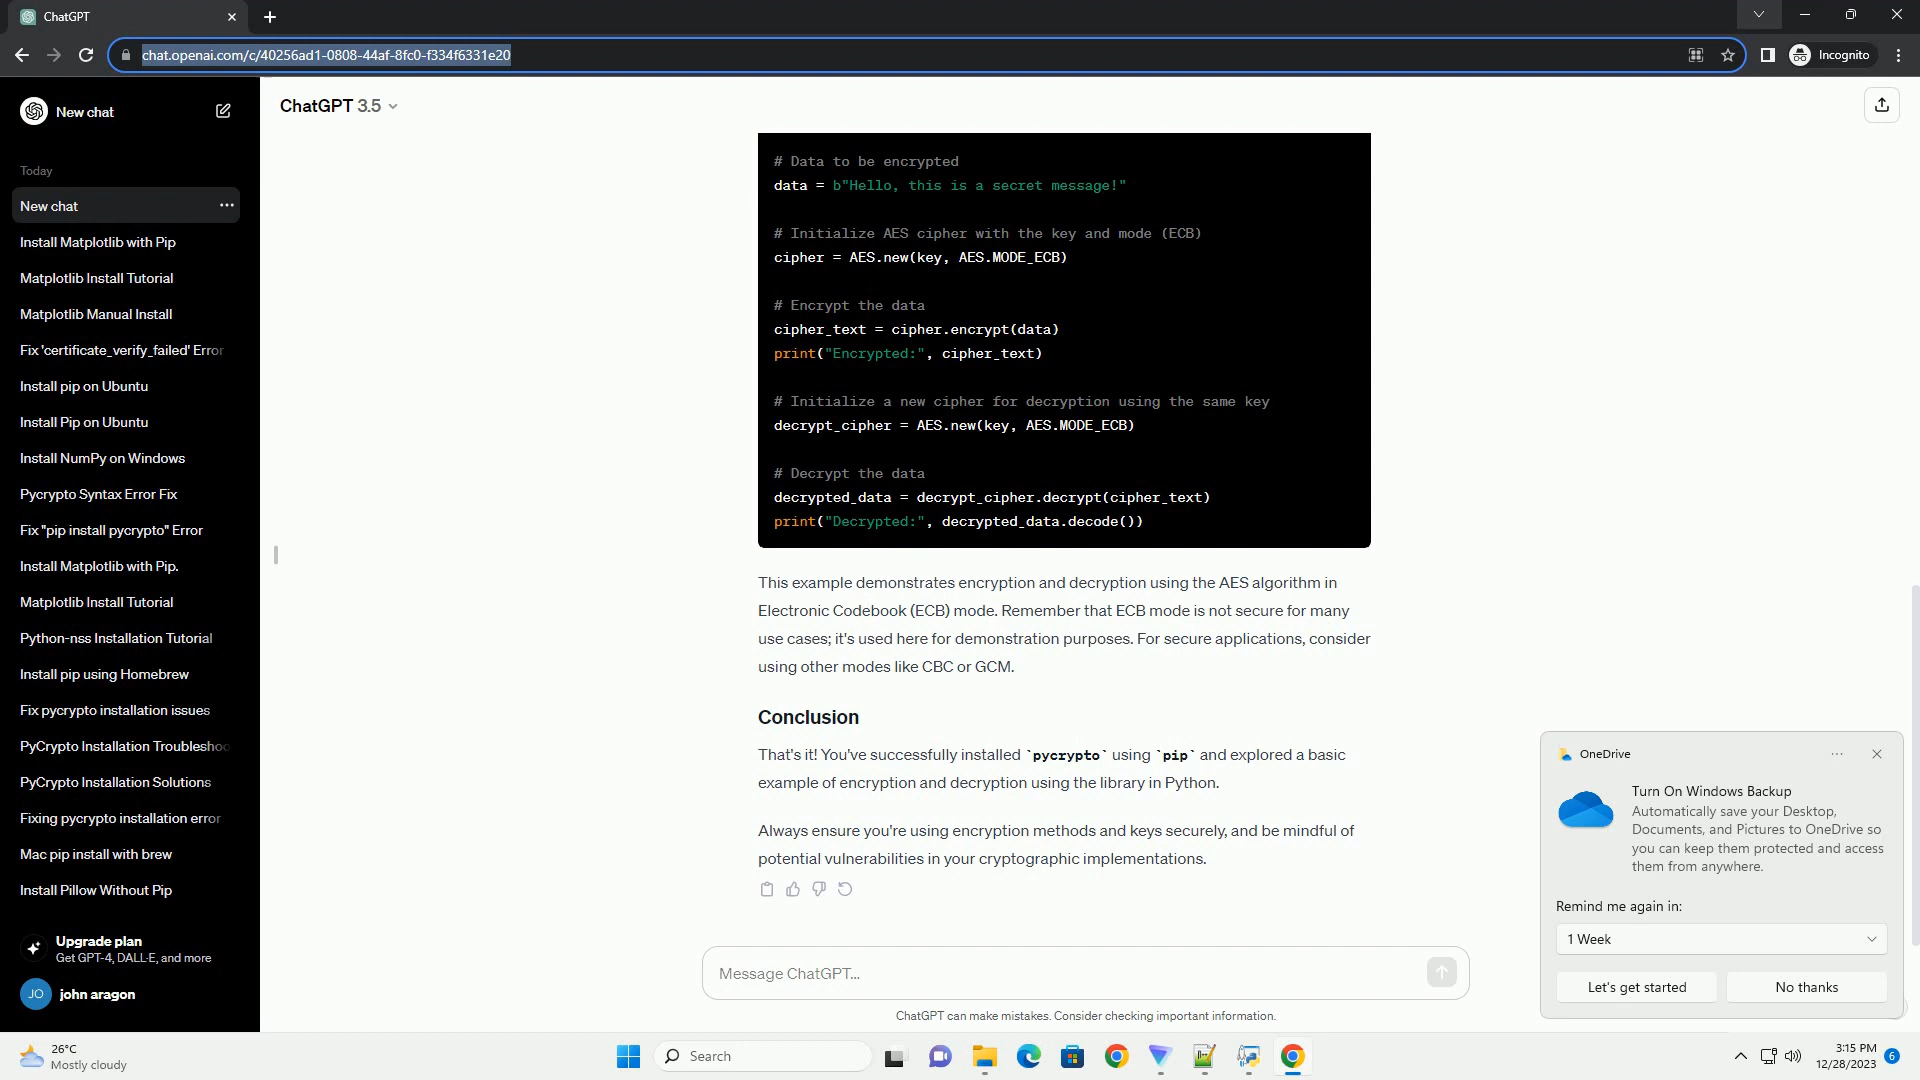 ChatGPT
chat.openai.com/c/40256ad1-0808-44af-8fc0-f334f6331e20
Incognito
New chat
Today
New chat
Install Matplotlib with Pip
Matplotlib Install Tutorial
Matplotlib Manual Install
Fix 'certificate_verify_failed' Error
Install pip on Ubuntu
Install Pip on Ubuntu
Install NumPy on Windows
Pycrypto Syntax Error Fix
Fix "pip install pycrypto" Error
Install Matplotlib with Pip.
Matplotlib Install Tutorial
Python-nss Installation Tutorial
Install pip using Homebrew
Fix pycrypto installation issues
PyCrypto Installation Troubleshoo
PyCrypto Installation Solutions
Fixing pycrypto installation error
Mac pip install with brew
Install Pillow Without Pip
Upgrade plan
Get GPT-4, DALL·E, and more
JO john aragon
ChatGPT 3.5
# Data to be encrypted
data = b"Hello, this is a secret message!"
# Initialize AES cipher with the key and mode (ECB)
cipher = AES.new(key, AES.MODE_ECB)
# Encrypt the data
cipher_text = cipher.encrypt(data)
print("Encrypted:", cipher_text)
# Initialize a new cipher for decryption using the same key
decrypt_cipher = AES.new(key, AES.MODE_ECB)
# Decrypt the data
decrypted_data = decrypt_cipher.decrypt(cipher_text)
print("Decrypted:", decrypted_data.decode())
This example demonstrates encryption and decryption using the AES algorithm in
Electronic Codebook (ECB) mode. Remember that ECB mode is not secure for many
use cases; it's used here for demonstration purposes. For secure applications, consider
using other modes like CBC or GCM.
Conclusion
That's it! You've successfully installed `pycrypto` using `pip` and explored a basic
example of encryption and decryption using the library in Python.
Always ensure you're using encryption methods and keys securely, and be mindful of
potential vulnerabilities in your cryptographic implementations.
Message ChatGPT...
ChatGPT can make mistakes. Consider checking important information.
OneDrive
Turn On Windows Backup
Automatically save your Desktop,
Documents, and Pictures to OneDrive so
you can keep them protected and access
them from anywhere.
Remind me again in:
1 Week
Let's get started
No thanks
26°C
Mostly cloudy
Search
3:15 PM
12/28/2023
6